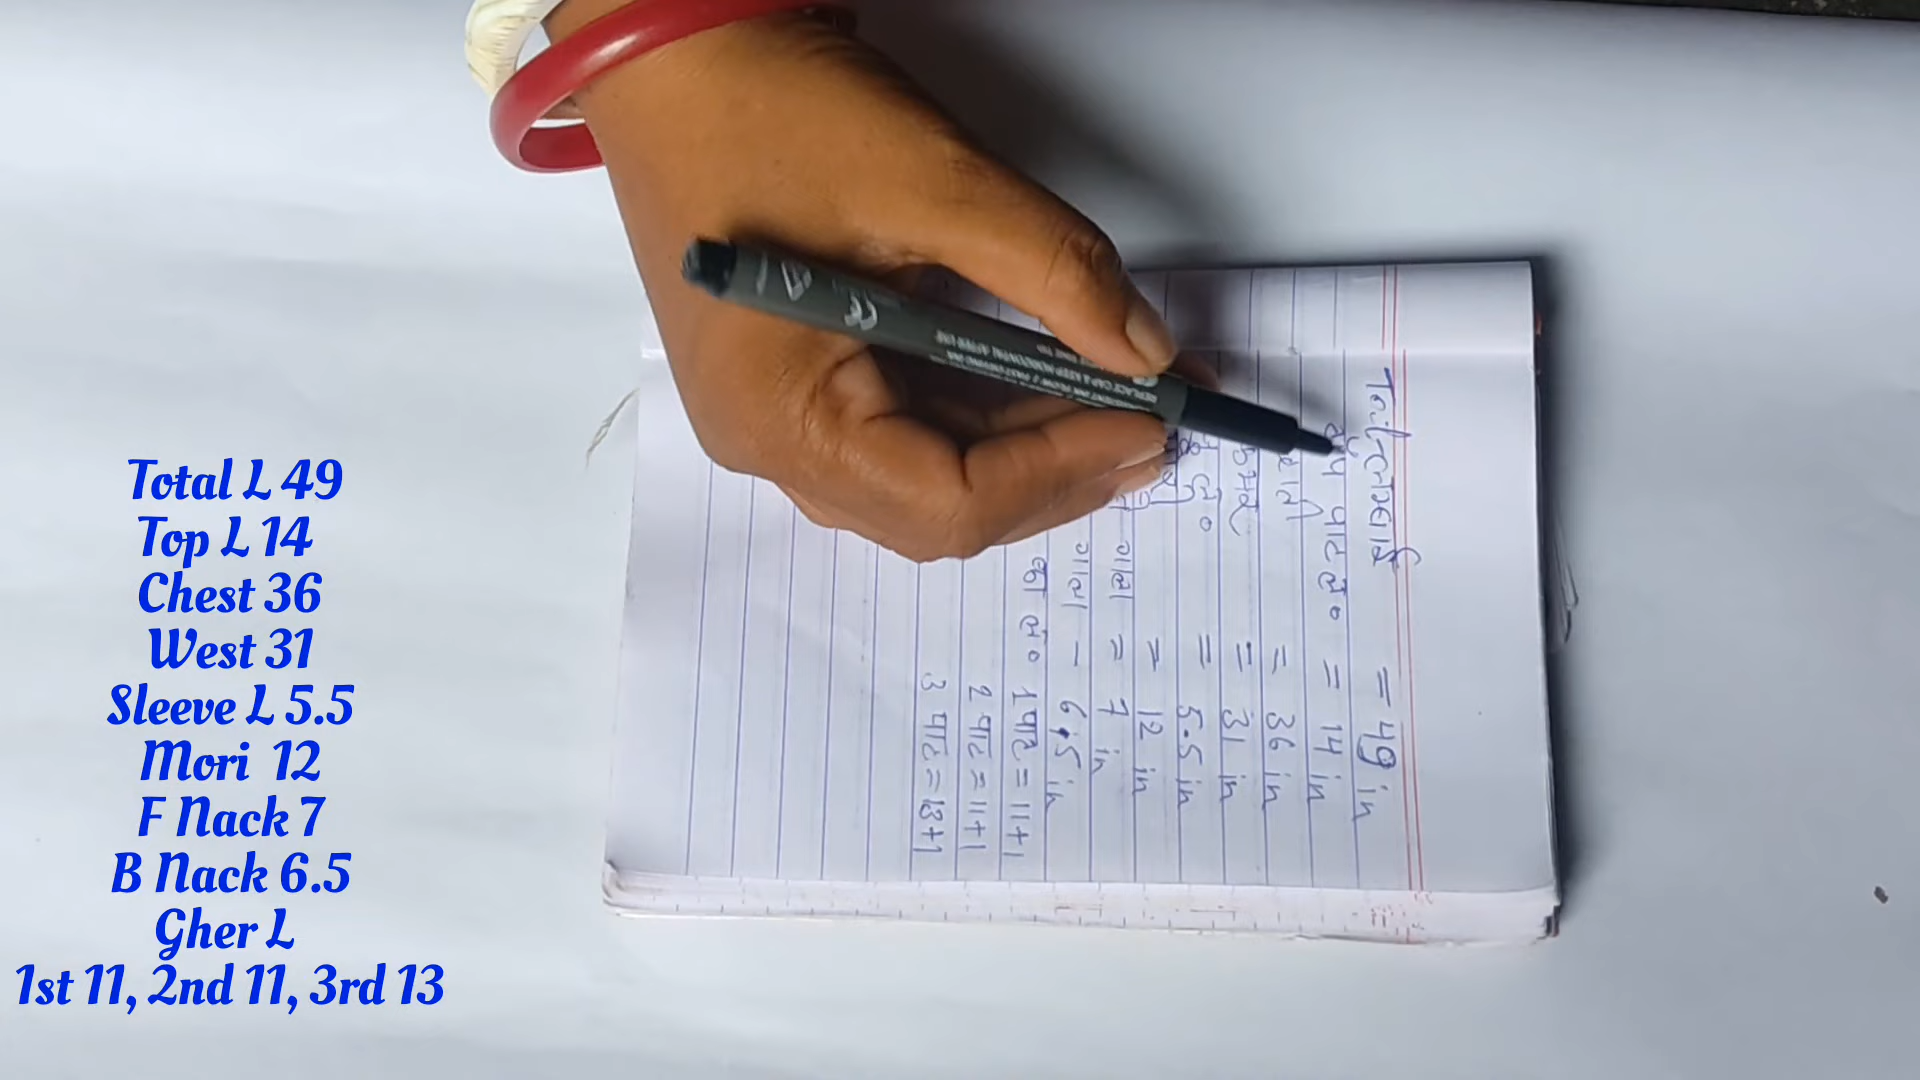 Total L 49
Top L 14
Chest 36
West 31
Sleeve L 5.5
Mori 12
F Nack 7
B Nack 6.5
Gher L
1st 11, 2nd 11, 3rd 13
= 49 in
पाट लं० = 14 in
= 36 in
कमर = 31 in
लं० = 5.5 in
= 12 in
गला = 7 in
गला - 6.5 in
का लं० 1 पाट = 11+1
2 पाट = 11+1
3 पाट = 13+1